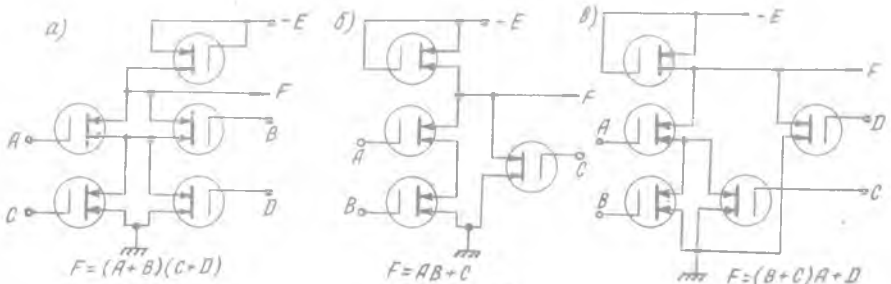 а)
-E
F
A
B
C
D
F=(A+B)(C+D)
б)
-E
F
A
C
B
F=AB+C
в)
-E
F
A
D
C
B
F=(B+C)A+D